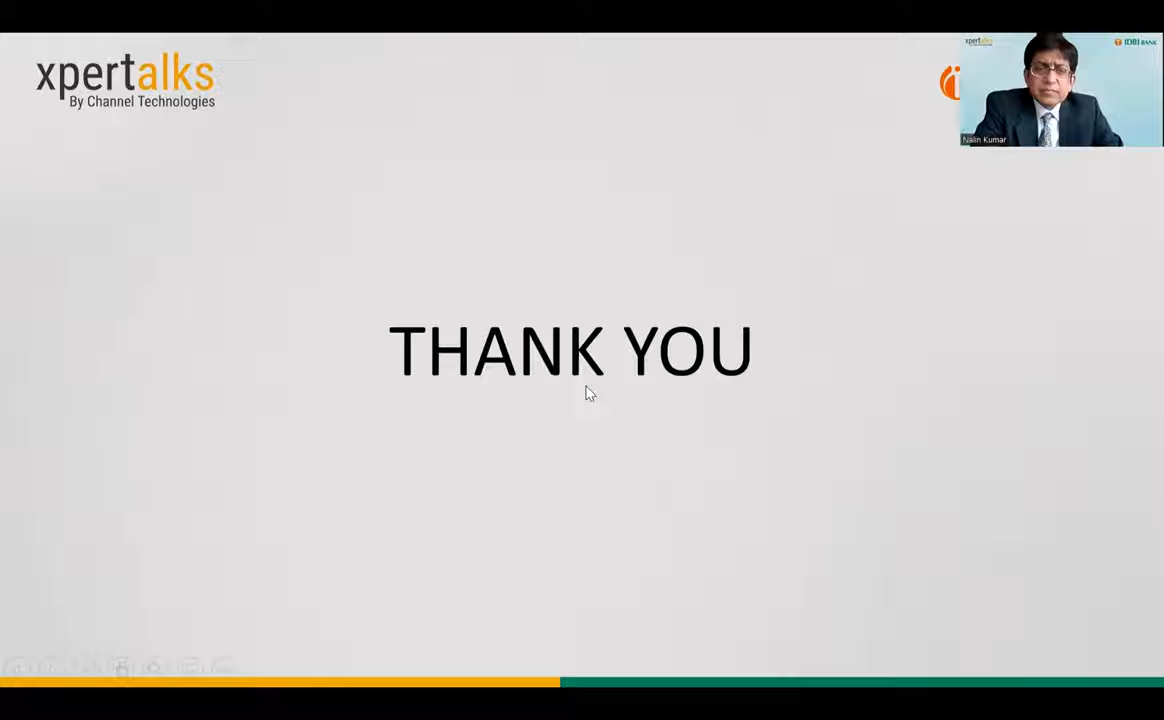 xpertalks
By Channel Technologies
xpertalks
IDBI BANK
Nalin Kumar
THANK YOU